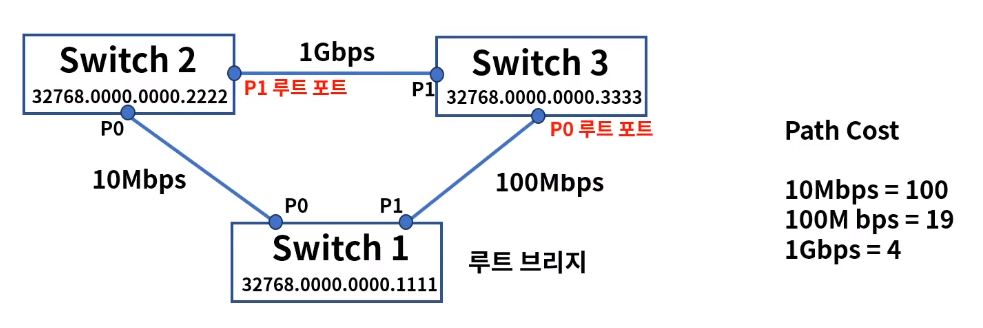 Switch 2
32768.0000.0000.2222
1Gbps
Switch 3
32768.0000.0000.3333
P1 루트 포트
P1
P0
P0 루트 포트
10Mbps
100Mbps
P0
P1
Switch 1
32768.0000.0000.1111
루트 브리지
Path Cost
10Mbps = 100
100M bps = 19
1Gbps = 4